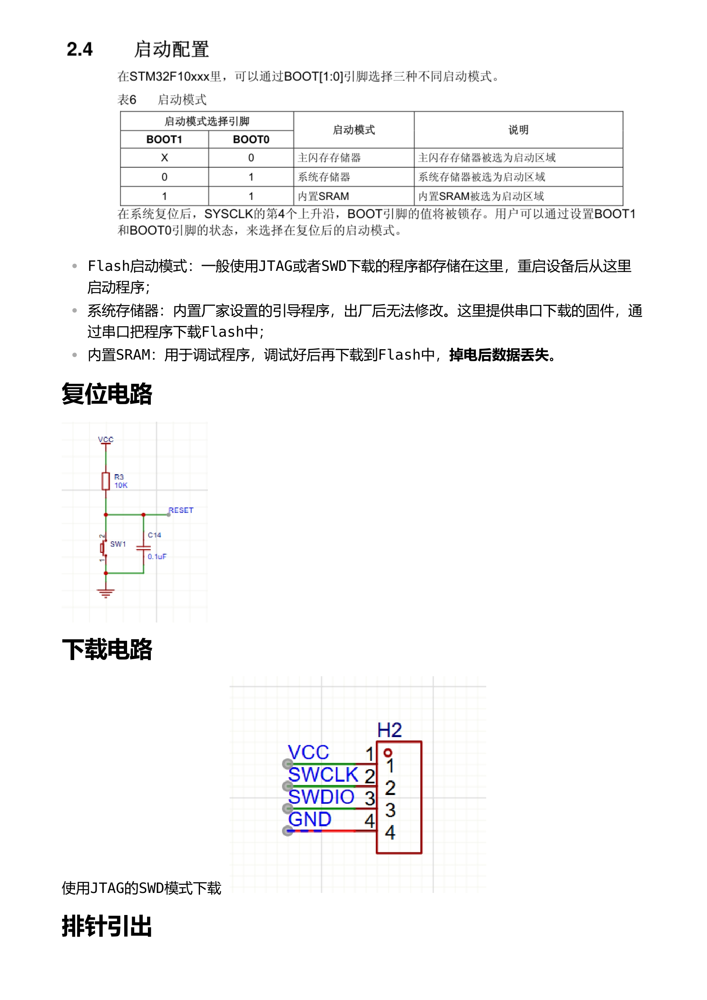 2.4 启动配置
在STM32F10xxx里，可以通过BOOT[1:0]引脚选择三种不同启动模式。
表6 启动模式
启动模式选择引脚 启动模式 说明
BOOT1 BOOT0
X 0 主闪存存储器 主闪存存储器被选为启动区域
0 1 系统存储器 系统存储器被选为启动区域
1 1 内置SRAM 内置SRAM被选为启动区域
在系统复位后，SYSCLK的第4个上升沿，BOOT引脚的值将被锁存。用户可以通过设置BOOT1
和BOOT0引脚的状态，来选择在复位后的启动模式。
• Flash启动模式：一般使用JTAG或者SWD下载的程序都存储在这里，重启设备后从这里
启动程序；
• 系统存储器：内置厂家设置的引导程序，出厂后无法修改。这里提供串口下载的固件，通
过串口把程序下载Flash中；
• 内置SRAM：用于调试程序，调试好后再下载到Flash中，掉电后数据丢失。
复位电路
VCC
R3
10K
RESET
2
C14
SW1
0.1uF
1
下载电路
H2
VCC 1 1
SWCLK 2 2
SWDIO 3 3
GND 4 4
使用JTAG的SWD模式下载
排针引出